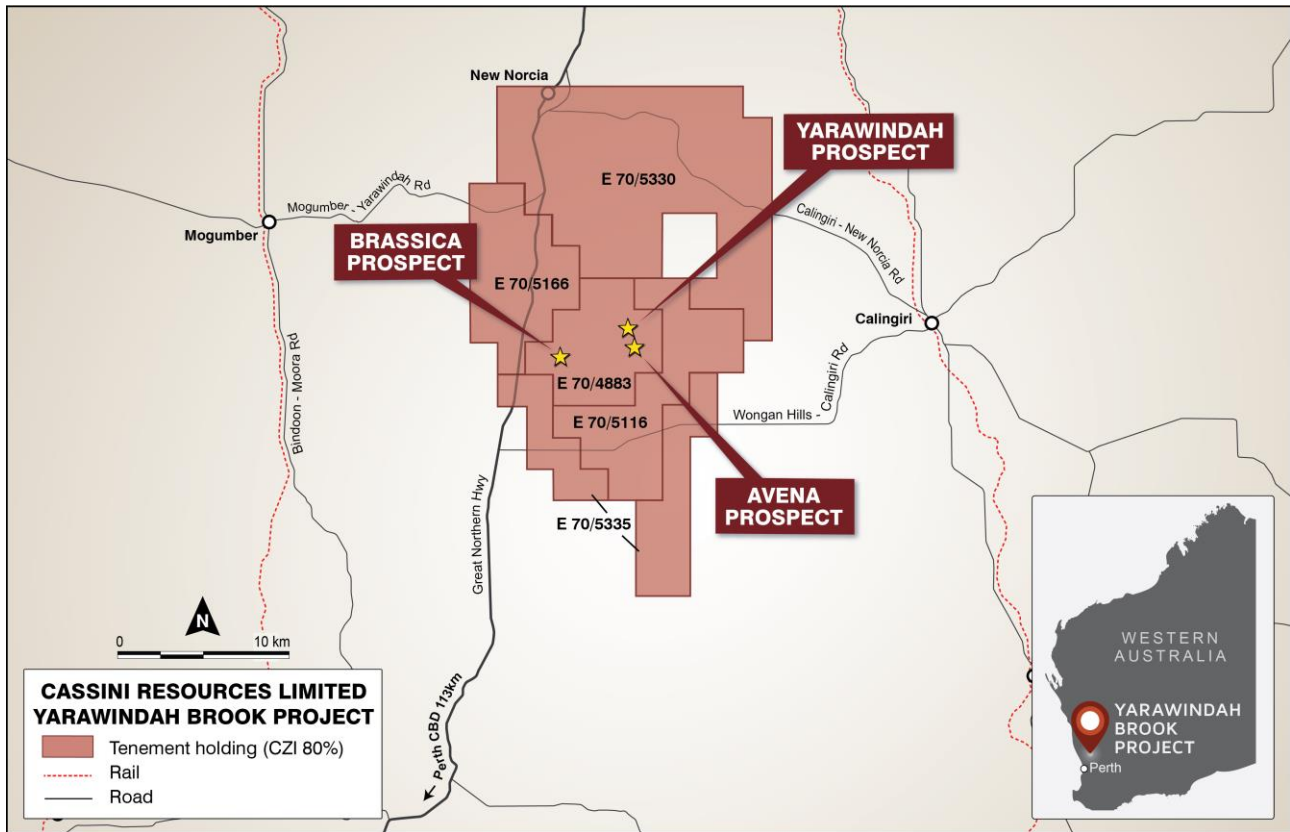 New Norcia
YARAWINDAH
PROSPECT
E 70/5330
Mogumber - Yarawindah Rd
Mogumber
BRASSICA
PROSPECT
Calingiri - New Norcia Rd
E 70/5166
Calingiri
Bindoon - Moora Rd
E 70/4883
E 70/5116
Wongan Hills - Calingiri Rd
AVENA
PROSPECT
E 70/5335
Great Northern Hwy
N
0 10 km
Perth CBD 113km
CASSINI RESOURCES LIMITED
YARAWINDAH BROOK PROJECT
Tenement holding (CZI 80%)
Rail
Road
WESTERN
AUSTRALIA
YARAWINDAH
BROOK
PROJECT
Perth